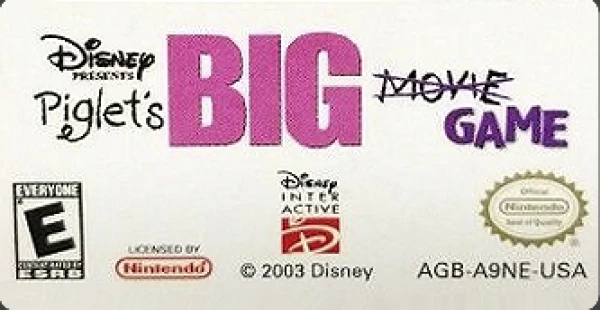 Disney
PRESENTS
Piglet's BIG MOVIE GAME
EVERYONE
E
CONTENT RATED BY
ESRB
LICENSED BY
Nintendo
Disney
INTER
ACTIVE
D
© 2003 Disney
Official
Nintendo
Seal of Quality
AGB-A9NE-USA